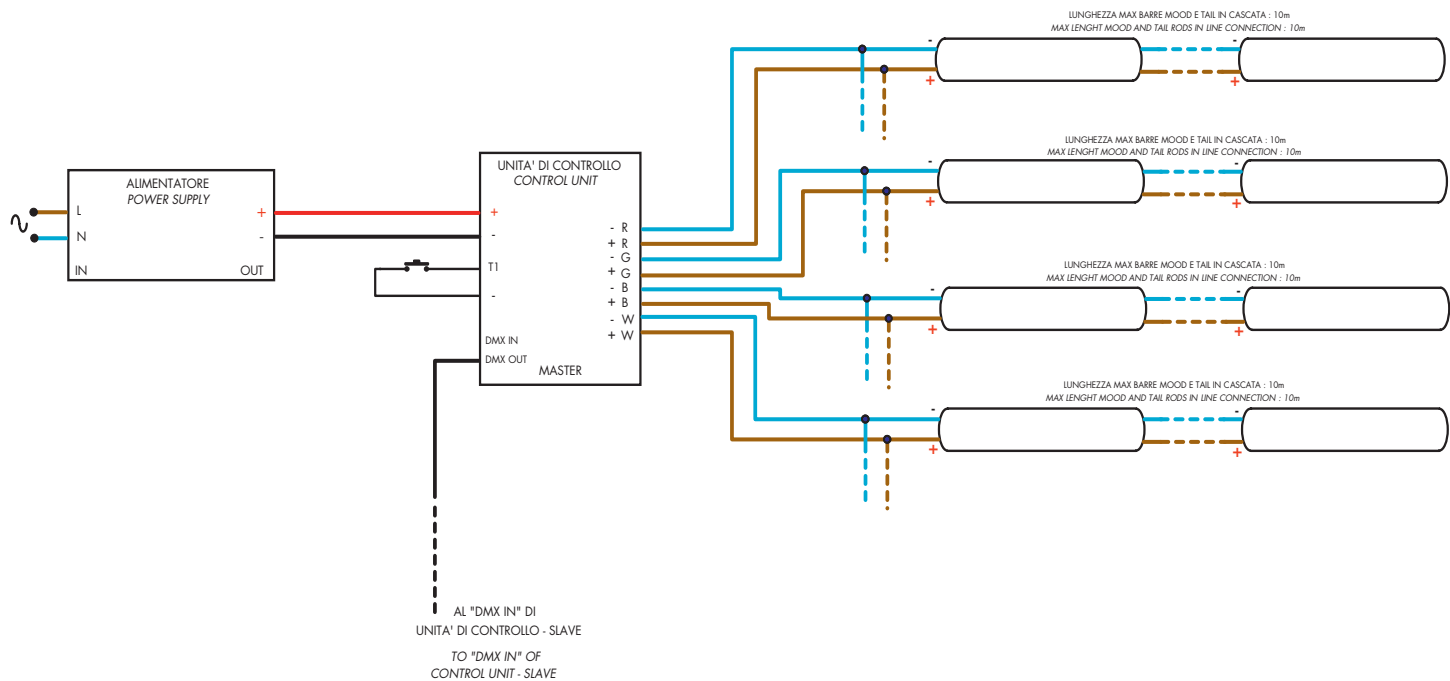 LUNGHEZZA MAX BARRE MOOD E TAIL IN CASCATA : 10m
MAX LENGHT MOOD AND TAIL RODS IN LINE CONNECTION : 10m
- -
+ +
LUNGHEZZA MAX BARRE MOOD E TAIL IN CASCATA : 10m
MAX LENGHT MOOD AND TAIL RODS IN LINE CONNECTION : 10m
- -
+ +
LUNGHEZZA MAX BARRE MOOD E TAIL IN CASCATA : 10m
MAX LENGHT MOOD AND TAIL RODS IN LINE CONNECTION : 10m
- -
+ +
LUNGHEZZA MAX BARRE MOOD E TAIL IN CASCATA : 10m
MAX LENGHT MOOD AND TAIL RODS IN LINE CONNECTION : 10m
- -
+ +
ALIMENTATORE
POWER SUPPLY
L +
N -
IN OUT
UNITA' DI CONTROLLO
CONTROL UNIT
+
-
T1
-
DMX IN
DMX OUT
- R
+ R
- G
+ G
- B
+ B
- W
+ W
MASTER
AL "DMX IN" DI
UNITA' DI CONTROLLO - SLAVE
TO "DMX IN" OF
CONTROL UNIT - SLAVE